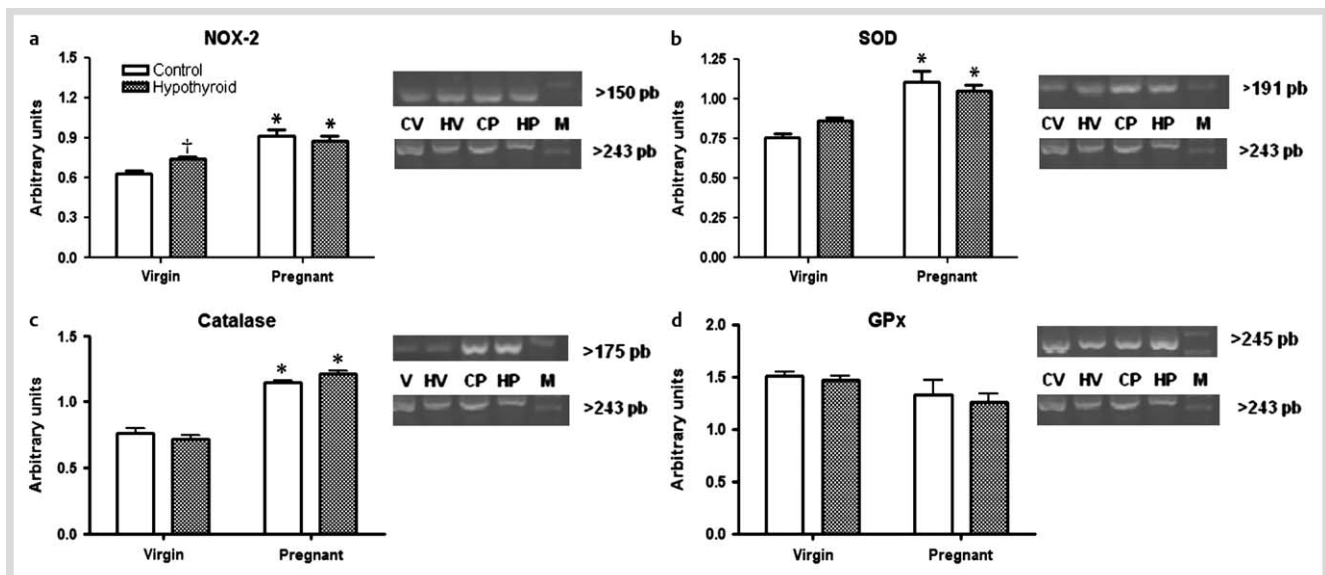 a
NOX-2
Arbitrary units
1.5
1.2
0.9
0.6
0.3
0.0
Control
Hypothyroid
†
*
*
Virgin
Pregnant
>150 pb
CV HV CP HP M
>243 pb
b
SOD
Arbitrary units
1.25
1.00
0.75
0.50
0.25
0.00
*
*
Virgin
Pregnant
>191 pb
CV HV CP HP M
>243 pb
c
Catalase
Arbitrary units
1.5
1.0
0.5
0.0
*
*
Virgin
Pregnant
>175 pb
V HV CP HP M
>243 pb
d
GPx
Arbitrary units
2.0
1.5
1.0
0.5
0.0
Virgin
Pregnant
>245 pb
CV HV CP HP M
>243 pb